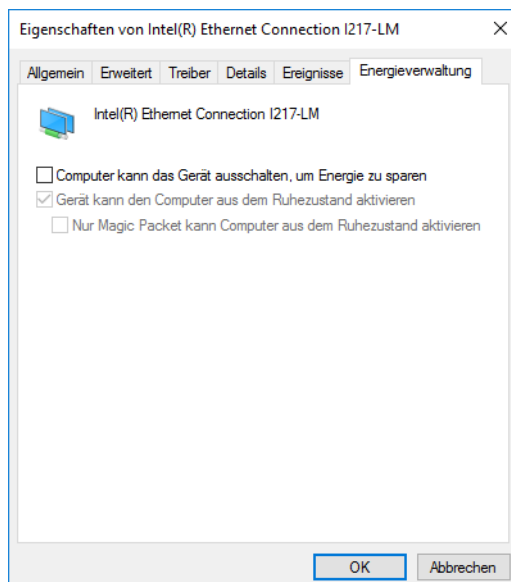 Eigenschaften von Intel(R) Ethernet Connection I217-LM
Allgemein Erweitert Treiber Details Ereignisse Energieverwaltung
Intel(R) Ethernet Connection I217-LM
Computer kann das Gerät ausschalten, um Energie zu sparen
Gerät kann den Computer aus dem Ruhezustand aktivieren
Nur Magic Packet kann Computer aus dem Ruhezustand aktivieren
OK Abbrechen